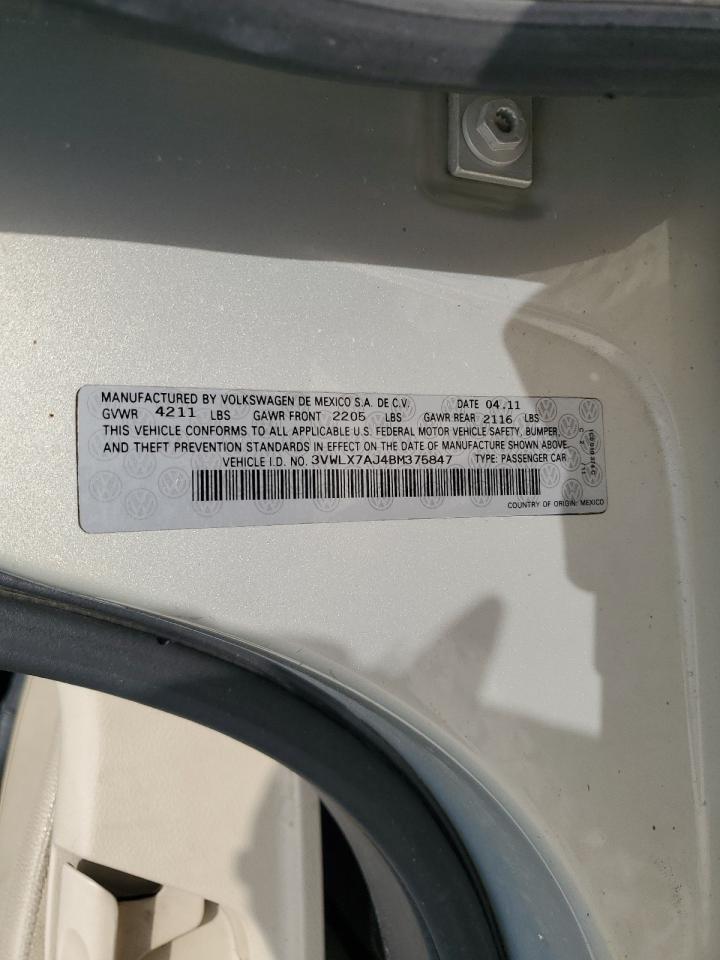 MANUFACTURED BY VOLKSWAGEN DE MEXICO S.A. DE C.V. DATE 04.11
GVWR 4211 LBS GAWR FRONT 2205 LBS GAWR REAR 2116 LBS
THIS VEHICLE CONFORMS TO ALL APPLICABLE U.S. FEDERAL MOTOR VEHICLE SAFETY, BUMPER,
AND THEFT PREVENTION STANDARDS IN EFFECT ON THE DATE OF MANUFACTURE SHOWN ABOVE.
VEHICLE I.D. NO. 3VWLX7AJ4BM375847 TYPE: PASSENGER CAR
COUNTRY OF ORIGIN: MEXICO